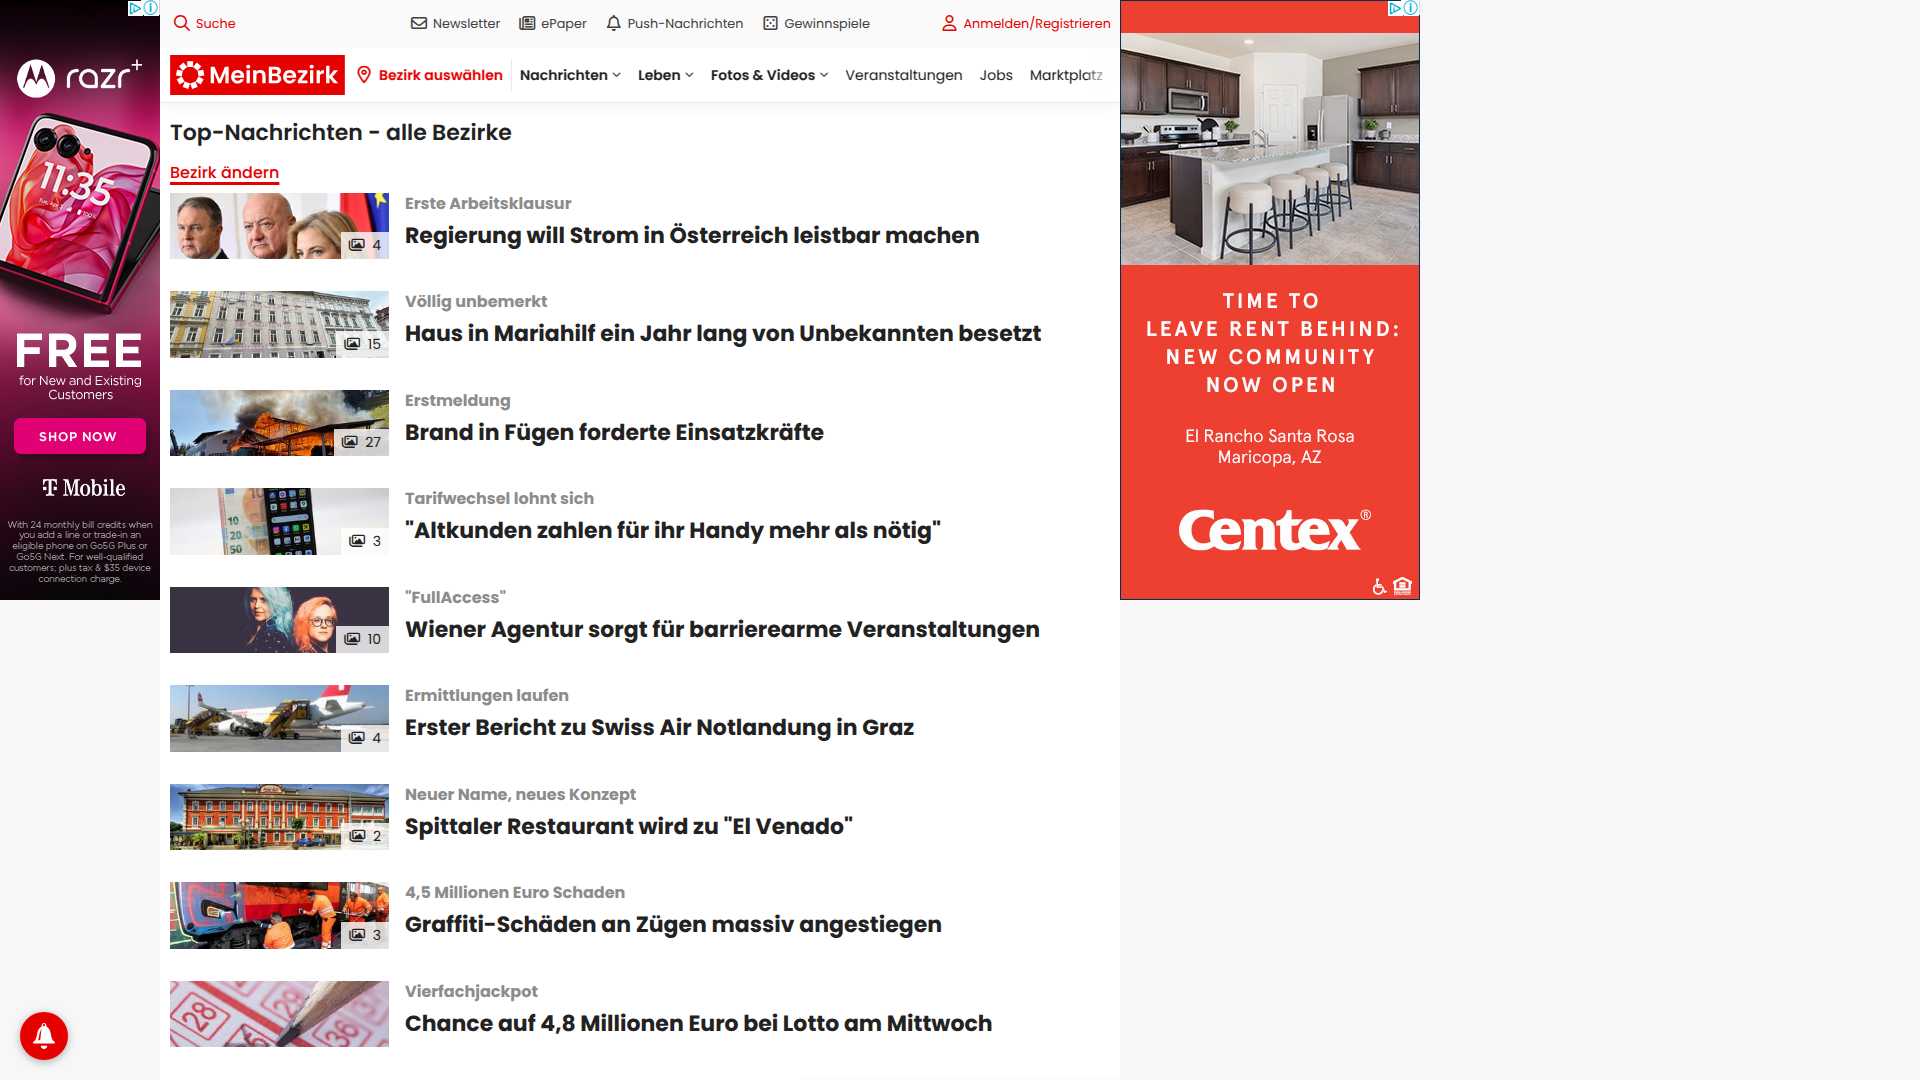 Suche
Newsletter
ePaper
Push-Nachrichten
Gewinnspiele
Anmelden/Registrieren
MeinBezirk
Bezirk auswählen
Nachrichten
Leben
Fotos & Videos
Veranstaltungen
Jobs
Marktplatz
Top-Nachrichten - alle Bezirke
Bezirk ändern
4
Erste Arbeitsklausur
Regierung will Strom in Österreich leistbar machen
15
Völlig unbemerkt
Haus in Mariahilf ein Jahr lang von Unbekannten besetzt
27
Erstmeldung
Brand in Fügen forderte Einsatzkräfte
3
Tarifwechsel lohnt sich
"Altkunden zahlen für ihr Handy mehr als nötig"
10
"FullAccess"
Wiener Agentur sorgt für barrierearme Veranstaltungen
4
Ermittlungen laufen
Erster Bericht zu Swiss Air Notlandung in Graz
2
Neuer Name, neues Konzept
Spittaler Restaurant wird zu "El Venado"
3
4,5 Millionen Euro Schaden
Graffiti-Schäden an Zügen massiv angestiegen
28
29
36
Vierfachjackpot
Chance auf 4,8 Millionen Euro bei Lotto am Mittwoch
razr+
11:35
FREE
for New and Existing
Customers
SHOP NOW
T Mobile
With 24 monthly bill credits when
you add a line or trade-in an
eligible phone on Go5G Plus or
Go5G Next. For well-qualified
customers; plus tax & $35 device
connection charge.
TIME TO
LEAVE RENT BEHIND:
NEW COMMUNITY
NOW OPEN
El Rancho Santa Rosa
Maricopa, AZ
Centex®